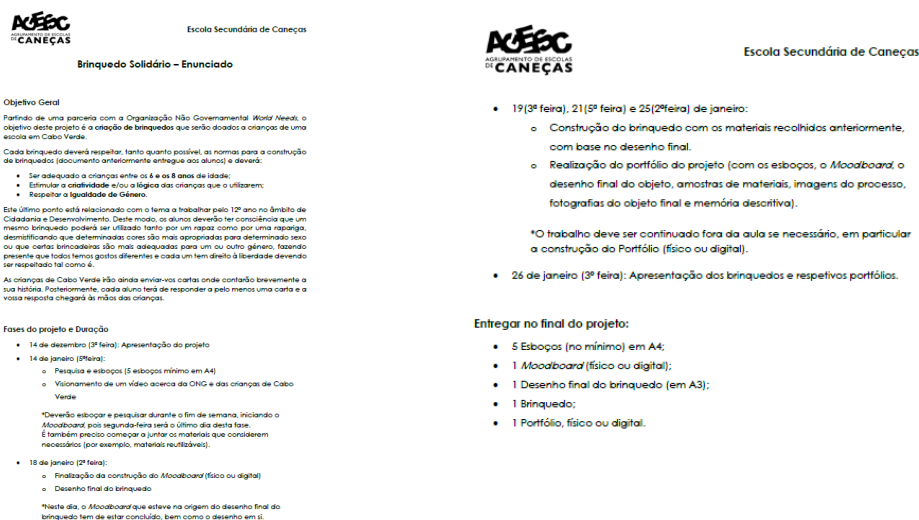 AGEESC
AGRUPAMENTO DE ESCOLAS
DE CANEÇAS
Escola Secundária de Caneças
Brinquedo Solidário – Enunciado
Objetivo Geral
Partindo de uma parceria com a Organização Não Governamental World Needs, o
objetivo deste projeto é a criação de brinquedos que serão doados a crianças de uma
escola em Cabo Verde.
Cada brinquedo deverá respeitar, tanto quanto possível, as normas para a construção
de brinquedos (documento anteriormente entregue aos alunos) e deverá:
• Ser adequado a crianças entre os 6 e os 8 anos de idade;
• Estimular a criatividade e/ou a lógica das crianças que o utilizarem;
• Respeitar a Igualdade de Género.
Este último ponto está relacionado com o tema a trabalhar pelo 12º ano no âmbito de
Cidadania e Desenvolvimento. Deste modo, os alunos deverão ter consciência que um
mesmo brinquedo poderá ser utilizado tanto por um rapaz como por uma rapariga,
desmistificando que determinadas cores são mais apropriadas para determinado sexo
ou que certas brincadeiras são mais adequadas para um ou outro género, fazendo
presente que todos temos gostos diferentes e cada um tem direito à liberdade devendo
ser respeitado tal como é.
As crianças de Cabo Verde irão ainda enviar-vos cartas onde contarão brevemente a
sua história. Posteriormente, cada aluno terá de responder a pelo menos uma carta e a
vossa resposta chegará às mãos das crianças.
Fases do projeto e Duração
• 14 de dezembro (3ª feira): Apresentação do projeto
• 14 de janeiro (5ªfeira):
o Pesquisa e esboços (5 esboços mínimo em A4)
o Visionamento de um vídeo acerca da ONG e das crianças de Cabo
Verde
*Deverão esboçar e pesquisar durante o fim de semana, iniciando o
Moodboard, pois segunda-feira será o último dia desta fase.
É também preciso começar a juntar os materiais que considerem
necessários (por exemplo, materiais reutilizáveis).
• 18 de janeiro (2ª feira):
o Finalização da construção do Moodboard (físico ou digital)
o Desenho final do brinquedo
*Neste dia, o Moodboard que esteve na origem do desenho final do
brinquedo tem de estar concluído, bem como o desenho em si.
AGEESC
AGRUPAMENTO DE ESCOLAS
DE CANEÇAS
Escola Secundária de Caneças
• 19(3ª feira), 21(5ª feira) e 25(2ªfeira) de janeiro:
o Construção do brinquedo com os materiais recolhidos anteriormente,
com base no desenho final.
o Realização do portfólio do projeto (com os esboços, o Moodboard, o
desenho final do objeto, amostras de materiais, imagens do processo,
fotografias do objeto final e memória descritiva).
*O trabalho deve ser continuado fora da aula se necessário, em particular
a construção do Portfólio (físico ou digital).
• 26 de janeiro (3ª feira): Apresentação dos brinquedos e respetivos portfólios.
Entregar no final do projeto:
• 5 Esboços (no mínimo) em A4;
• 1 Moodboard (físico ou digital);
• 1 Desenho final do brinquedo (em A3);
• 1 Brinquedo;
• 1 Portfólio, físico ou digital.